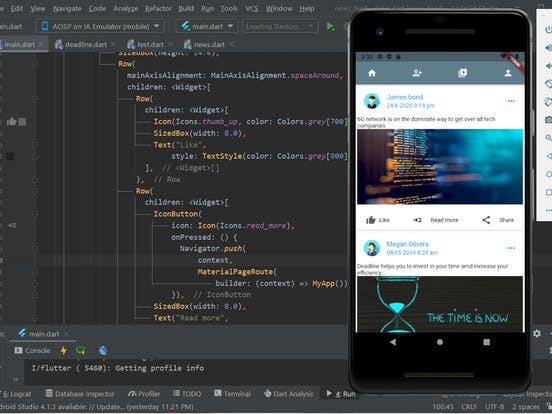 Edit View Navigate Code Analyze Refactor Build Run Tools VCS Window Help
main.dart
AOSP on IA Emulator (mobile)
main.dart
Loading Devices...
main.dart
deadline.dart
test.dart
news.dart
SizedBox(height: 14.0),
Row(
mainAxisAlignment: MainAxisAlignment.spaceAround,
children: <Widget>[
Row(
children: <Widget>[
Icon(Icons.thumb_up, color: Colors.grey[700]
SizedBox(width: 8.0),
Text("Like",
style: TextStyle(color: Colors.grey[900]
], // <Widget>[]
), // Row
Row(
children: <Widget>[
IconButton(
icon: Icon(Icons.read_more),
onPressed: () {
Navigator.push(
context,
MaterialPageRoute(
builder: (context) => MyApp())
}), // IconButton
SizedBox(width: 8.0),
Text("Read more",
main.dart
Console
I/flutter ( 5460): Getting profile info
6: Logcat
Database Inspector
Profiler
TODO
Terminal
Dart Analysis
4: Run
Android Studio 4.1.3 available // Update... (yesterday 11:21 PM)
100:45 CRLF UTF-8 2 spaces
3:30
James bond
24-6-2020 9:14 pm
6G network is on the dominate way to get over all tech
companies
Like
Read more
Share
Megan Olivera
04-05-2019 8:24 am
Deadline helps you to invest in your time amd increase your
efficiency..
THE TIME IS NOW